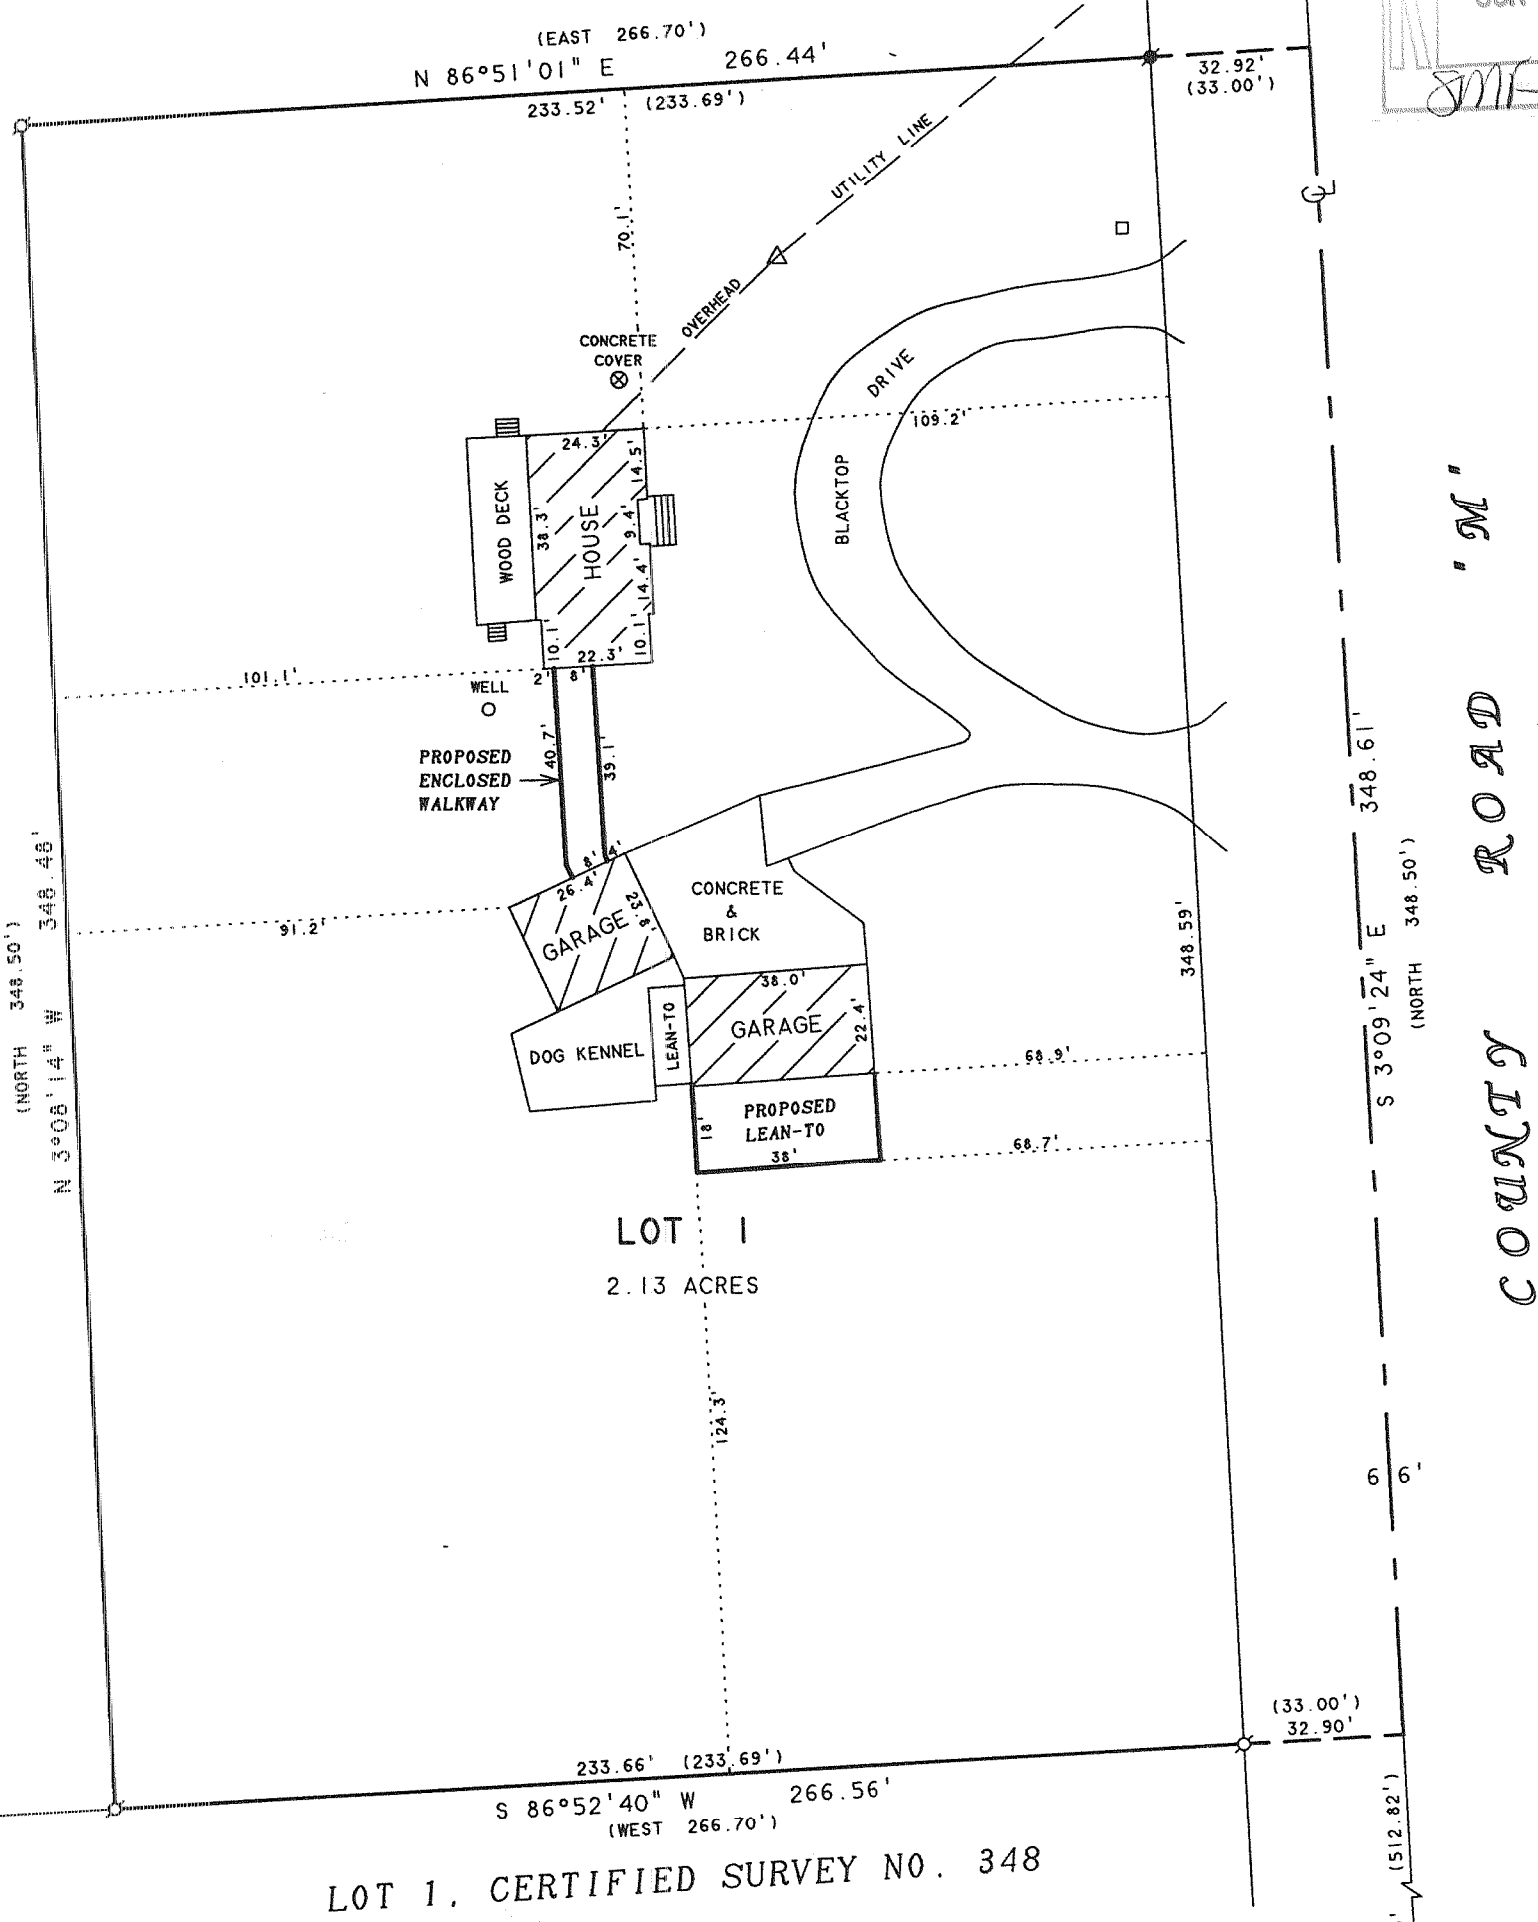 (EAST 266.70')
N 86°51'01" E 266.44'
233.52' (233.69')
32.92'
(33.00')
UTILITY LINE
OVERHEAD
70.1'
CONCRETE
COVER
DRIVE
109.2'
BLACKTOP
24.3'
14.5'
WOOD DECK
38.3'
HOUSE
9.4'
14.4'
10.1'
10.1'
22.3'
2' 8'
101.1'
WELL
40.7'
39.1'
PROPOSED
ENCLOSED
WALKWAY
8' 4'
26.4'
23.8'
GARAGE
91.2'
CONCRETE
&
BRICK
38.0'
GARAGE
22.4'
LEAN-TO
DOG KENNEL
68.9'
PROPOSED
LEAN-TO
18'
38'
68.7'
LOT 1
2.13 ACRES
124.3'
(NORTH 348.50')
N 3°08'14" W 348.48'
348.59'
S 3°09'24" E 348.61'
(NORTH 348.50')
COUNTY ROAD "M"
66'
(33.00')
32.90'
233.66' (233.69')
S 86°52'40" W 266.56'
(WEST 266.70')
(512.82')
LOT 1, CERTIFIED SURVEY NO. 348